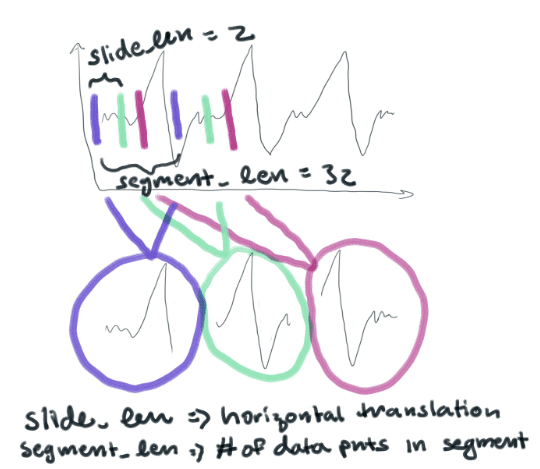 slide_len = 2
segment_len = 32
slide_len => horizontal translation
segment_len => # of data pnts in segment